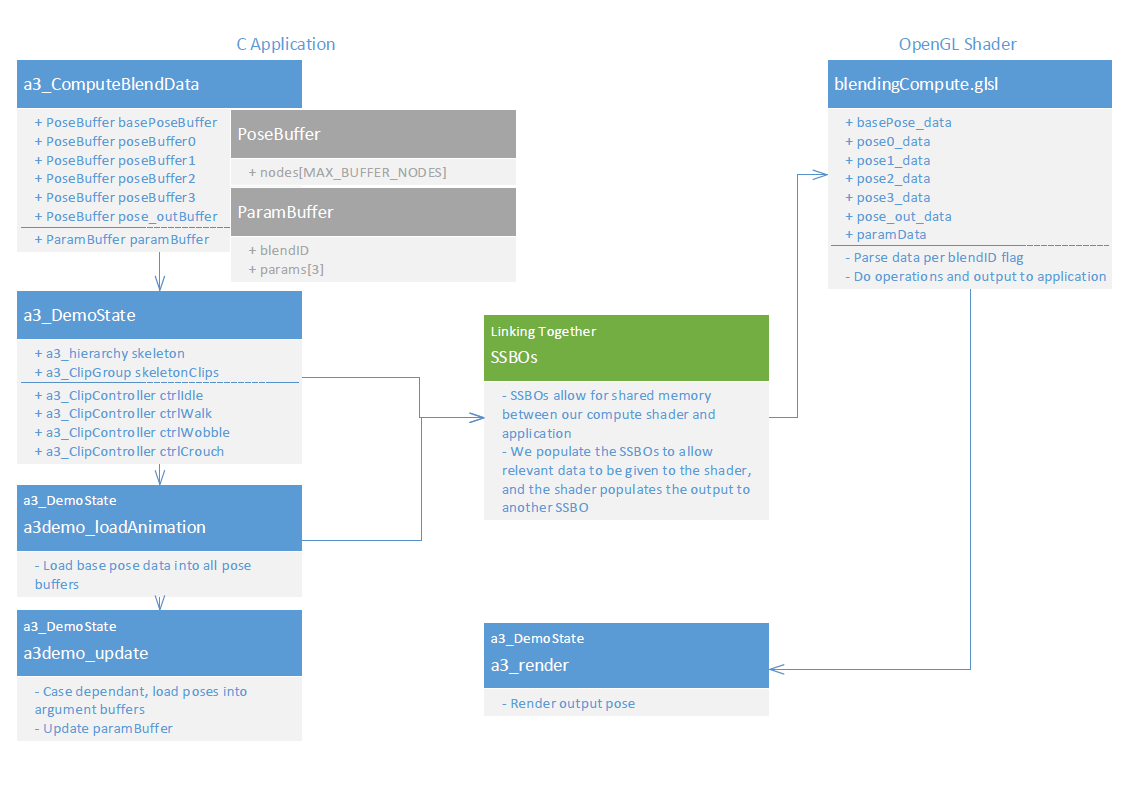 C Application
a3_ComputeBlendData
+ PoseBuffer basePoseBuffer
+ PoseBuffer poseBuffer0
+ PoseBuffer poseBuffer1
+ PoseBuffer poseBuffer2
+ PoseBuffer poseBuffer3
+ PoseBuffer pose_outBuffer
+ ParamBuffer paramBuffer
PoseBuffer
+ nodes[MAX_BUFFER_NODES]
ParamBuffer
+ blendID
+ params[3]
a3_DemoState
+ a3_hierarchy skeleton
+ a3_ClipGroup skeletonClips
+ a3_ClipController ctrlIdle
+ a3_ClipController ctrlWalk
+ a3_ClipController ctrlWobble
+ a3_ClipController ctrlCrouch
a3_DemoState
a3demo_loadAnimation
- Load base pose data into all pose
buffers
a3_DemoState
a3demo_update
- Case dependant, load poses into
argument buffers
- Update paramBuffer
Linking Together
SSBOs
- SSBOs allow for shared memory
between our compute shader and
application
- We populate the SSBOs to allow
relevant data to be given to the shader,
and the shader populates the output to
another SSBO
OpenGL Shader
blendingCompute.glsl
+ basePose_data
+ pose0_data
+ pose1_data
+ pose2_data
+ pose3_data
+ pose_out_data
+ paramData
- Parse data per blendID flag
- Do operations and output to application
a3_DemoState
a3_render
- Render output pose